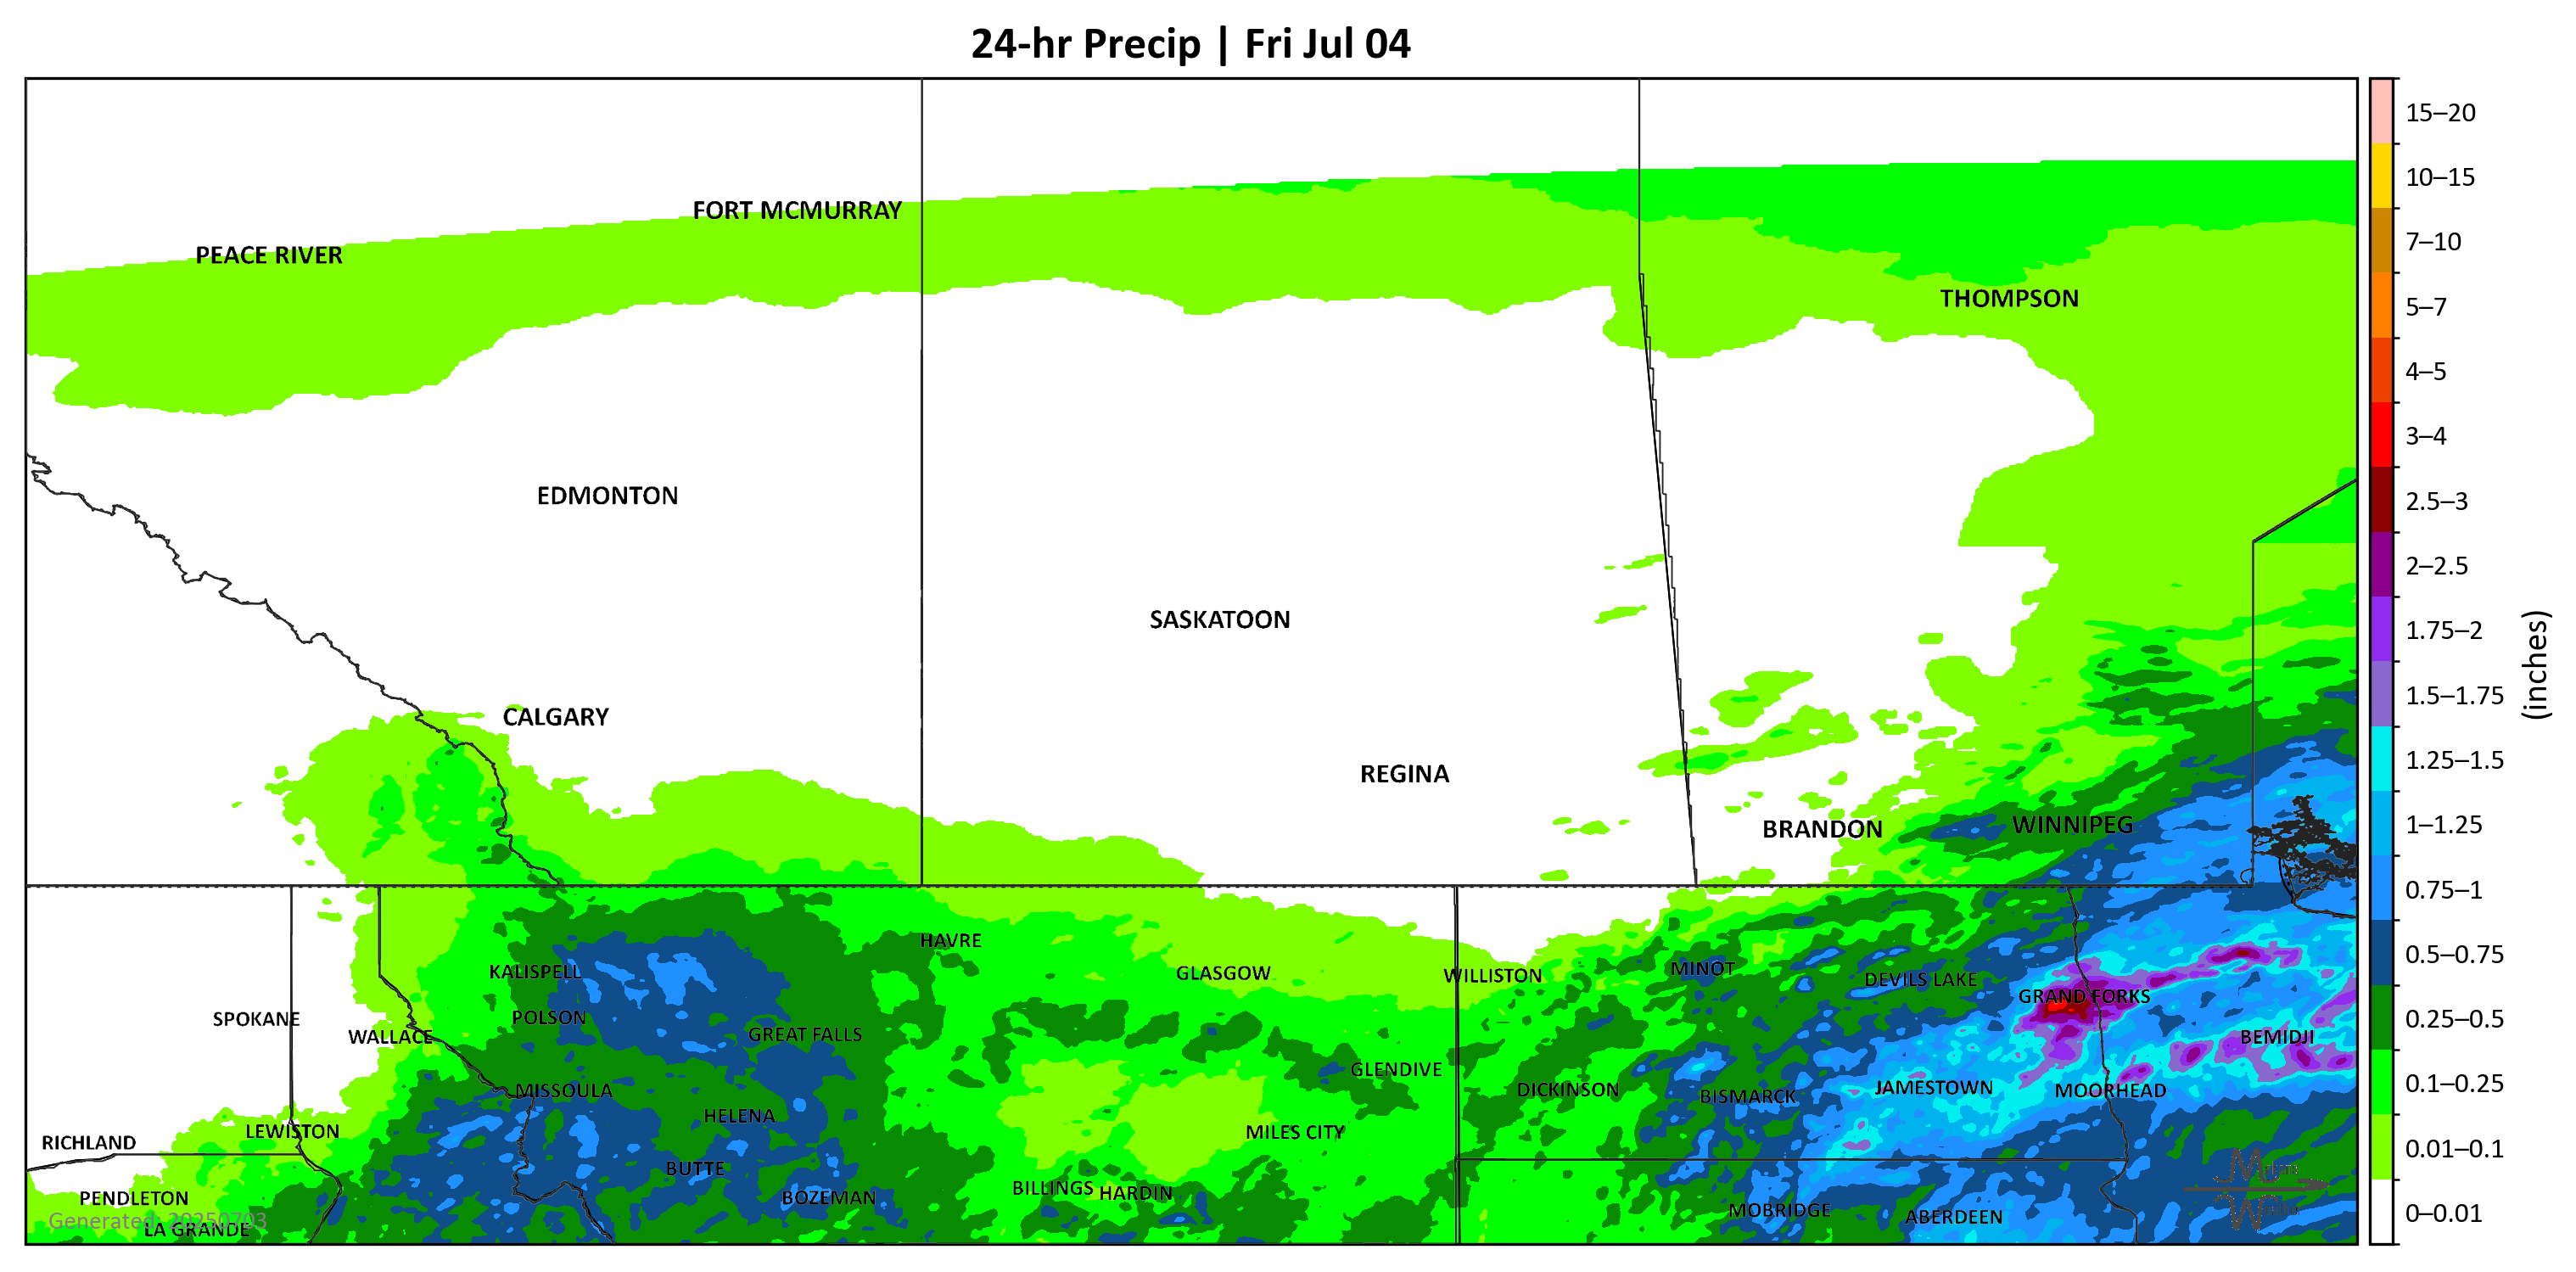 24-hr Precip | Fri Jul 04
15–20
FORT MCMURRAY
10–15
PEACE RIVER
7–10
THOMPSON
5–7
4–5
3–4
EDMONTON
2.5–3
2–2.5
SASKATOON
1.75–2
(inches)
1.5–1.75
CALGARY
1.25–1.5
REGINA
BRANDON
WINNIPEG
1–1.25
0.75–1
HAVRE
0.5–0.75
KALISPELL
GLASGOW
WILLISTON
MINOT
DEVILS LAKE
GRAND FORKS
SPOKANE
POLSON
0.25–0.5
WALLACE
GREAT FALLS
BEMIDJI
GLENDIVE
0.1–0.25
MISSOULA
DICKINSON
BISMARCK
JAMESTOWN
MOORHEAD
HELENA
RICHLAND
LEWISTON
MILES CITY
0.01–0.1
BUTTE
PENDLETON
BOZEMAN
BILLINGS
HARDIN
Generated: 20250703
LA GRANDE
MOBRIDGE
ABERDEEN
0–0.01